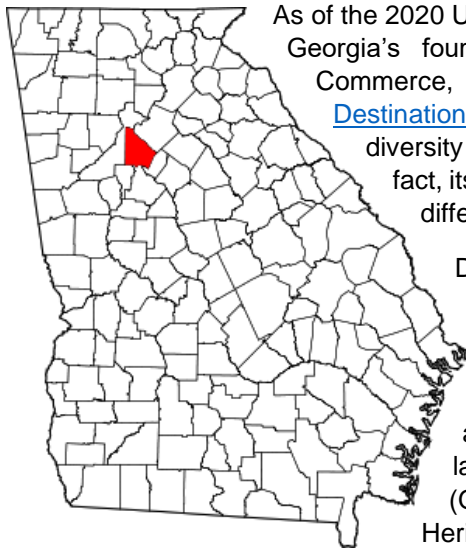 As of the 2020 U
Georgia's four
Commerce,
Destination
diversity
fact, its
diffe
D
a
la
(C
Heri